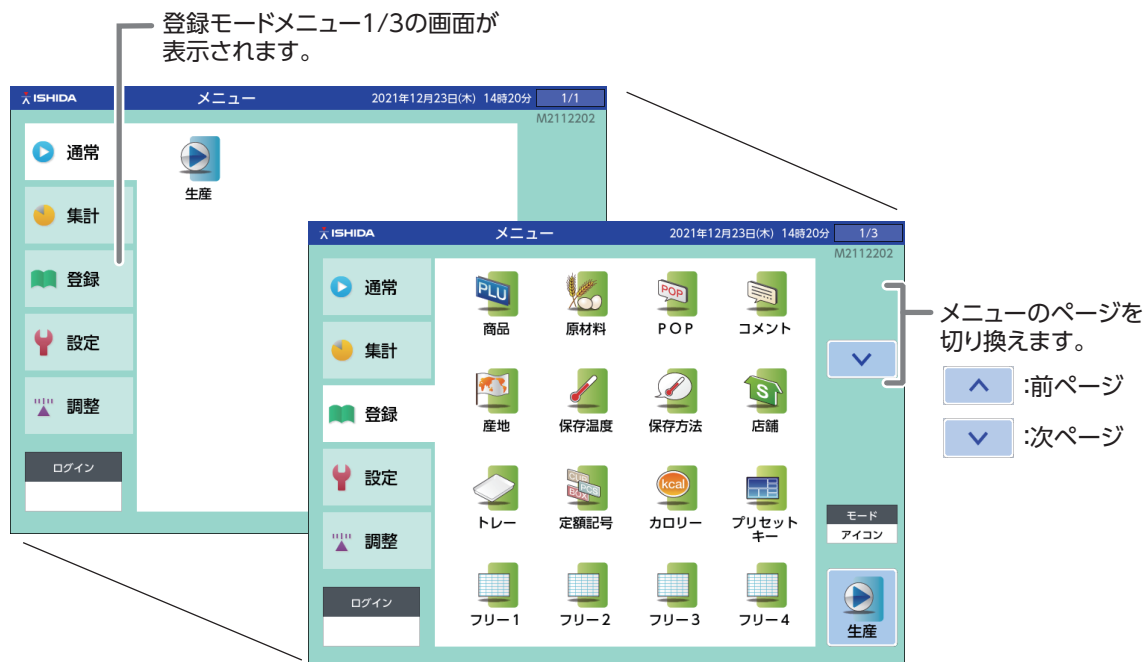 登録モードメニュー1/3の画面が
表示されます。
ISHIDA
メニュー
2021年12月23日(木) 14時20分
1/1
M2112202
通常
集計
登録
設定
調整
ログイン
生産
ISHIDA
メニュー
2021年12月23日(木) 14時20分
1/3
M2112202
通常
集計
登録
設定
調整
ログイン
PLU
商品
原材料
POP
POP
コメント
産地
保存温度
保存方法
S
店舗
トレー
CUP
PCS
BOX
定額記号
kcal
カロリー
プリセット
キー
フリー1
フリー2
フリー3
フリー4
モード
アイコン
生産
メニューのページを
切り換えます。
:前ページ
:次ページ